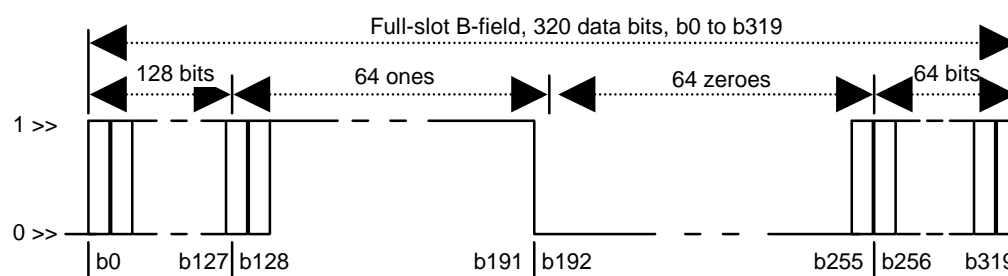 Full-slot B-field, 320 data bits, b0 to b319
128 bits 64 ones 64 zeroes 64 bits
1 >>
0 >>
b0 b127 b128 b191 b192 b255 b256 b319